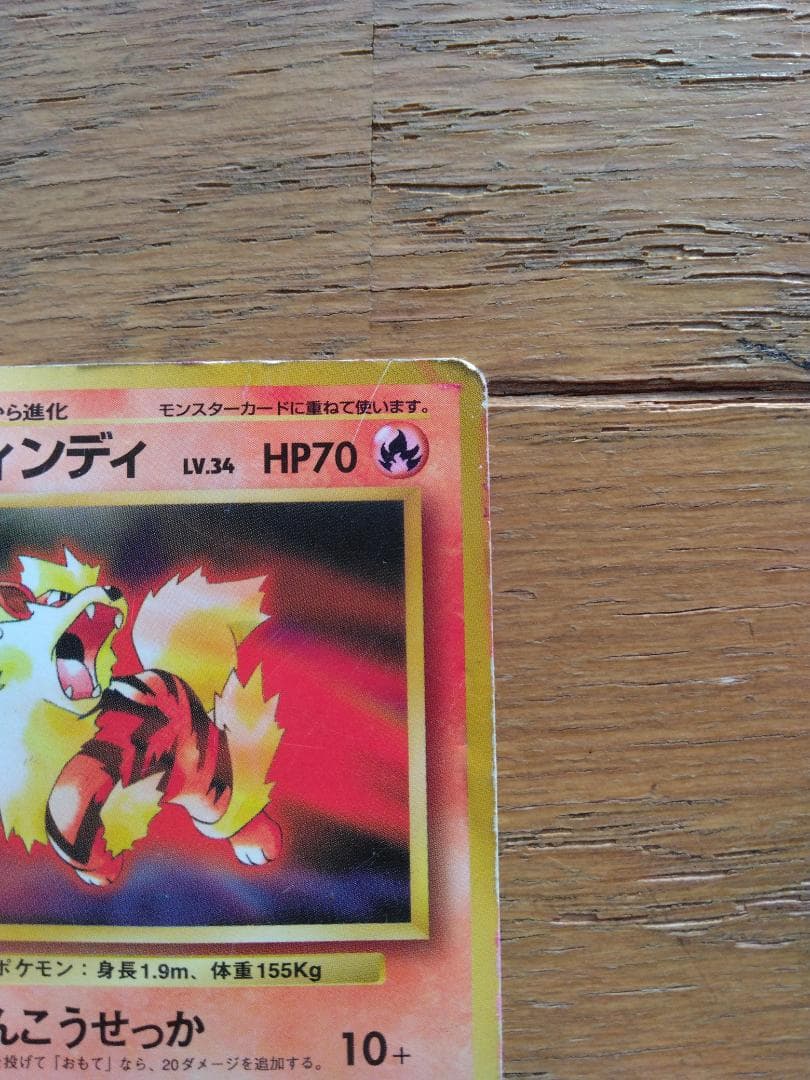 から進化 モンスターカードに重ねて使います。
ィンディ LV.34 HP70
ポケモン：身長1.9m、体重155Kg
んこうせっか 10+
投げて「おもて」なら、20ダメージを追加する。